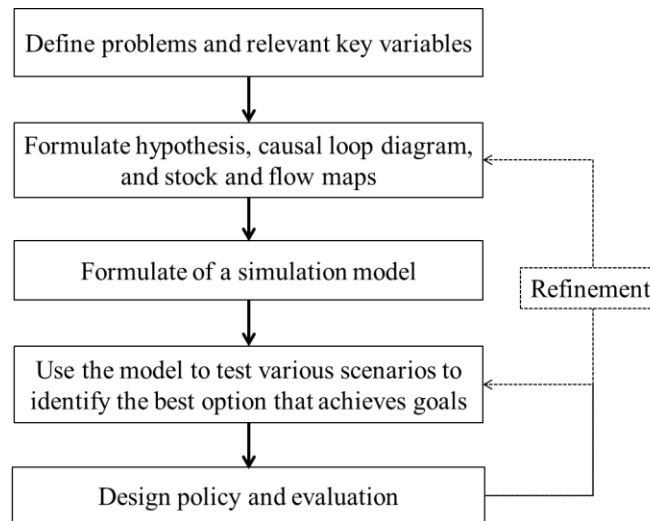 Define problems and relevant key variables
Formulate hypothesis, causal loop diagram,
and stock and flow maps
Formulate of a simulation model
Refinement
Use the model to test various scenarios to
identify the best option that achieves goals
Design policy and evaluation